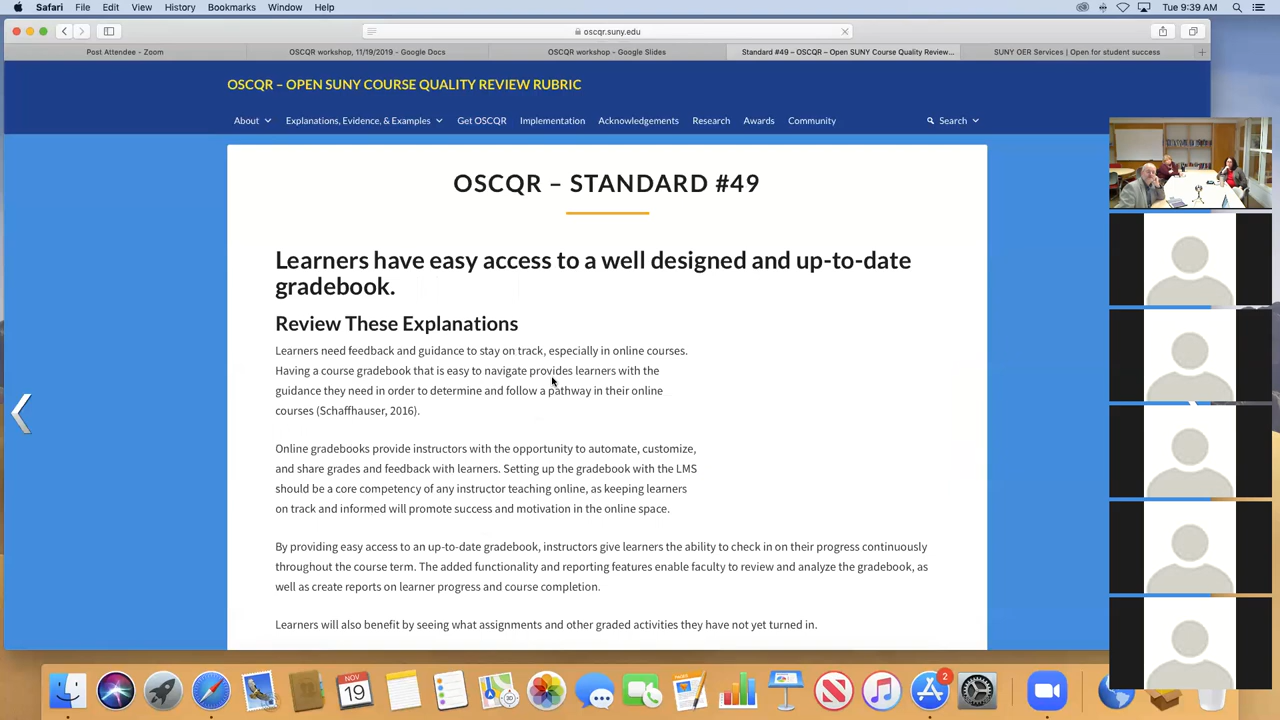 Safari File Edit View History Bookmarks Window Help Tue 9:39 AM
oscqr.suny.edu
Post Attendee - Zoom OSCQR workshop, 11/19/2019 - Google Docs OSCQR workshop - Google Slides Standard #49 – OSCQR – Open SUNY Course Quality Review... SUNY OER Services | Open for student success
OSCQR – OPEN SUNY COURSE QUALITY REVIEW RUBRIC
About Explanations, Evidence, & Examples Get OSCQR Implementation Acknowledgements Research Awards Community Search
OSCQR – STANDARD #49
Learners have easy access to a well designed and up-to-date
gradebook.
Review These Explanations
Learners need feedback and guidance to stay on track, especially in online courses.
Having a course gradebook that is easy to navigate provides learners with the
guidance they need in order to determine and follow a pathway in their online
courses (Schaffhauser, 2016).
Online gradebooks provide instructors with the opportunity to automate, customize,
and share grades and feedback with learners. Setting up the gradebook with the LMS
should be a core competency of any instructor teaching online, as keeping learners
on track and informed will promote success and motivation in the online space.
By providing easy access to an up-to-date gradebook, instructors give learners the ability to check in on their progress continuously
throughout the course term. The added functionality and reporting features enable faculty to review and analyze the gradebook, as
well as create reports on learner progress and course completion.
Learners will also benefit by seeing what assignments and other graded activities they have not yet turned in.
NOV
19
2